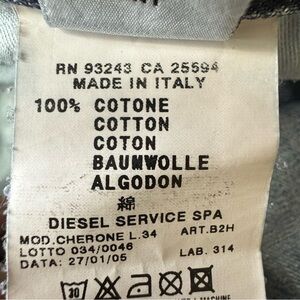 RN 93243 CA 25594
MADE IN ITALY
100% COTONE
COTTON
COTON
BAUMWOLLE
ALGODON
綿
DIESEL SERVICE SPA
MOD.CHERONE L.34 ART.B2H
LOTTO 034/0046
DATA: 27/01/05 LAB. 314
30